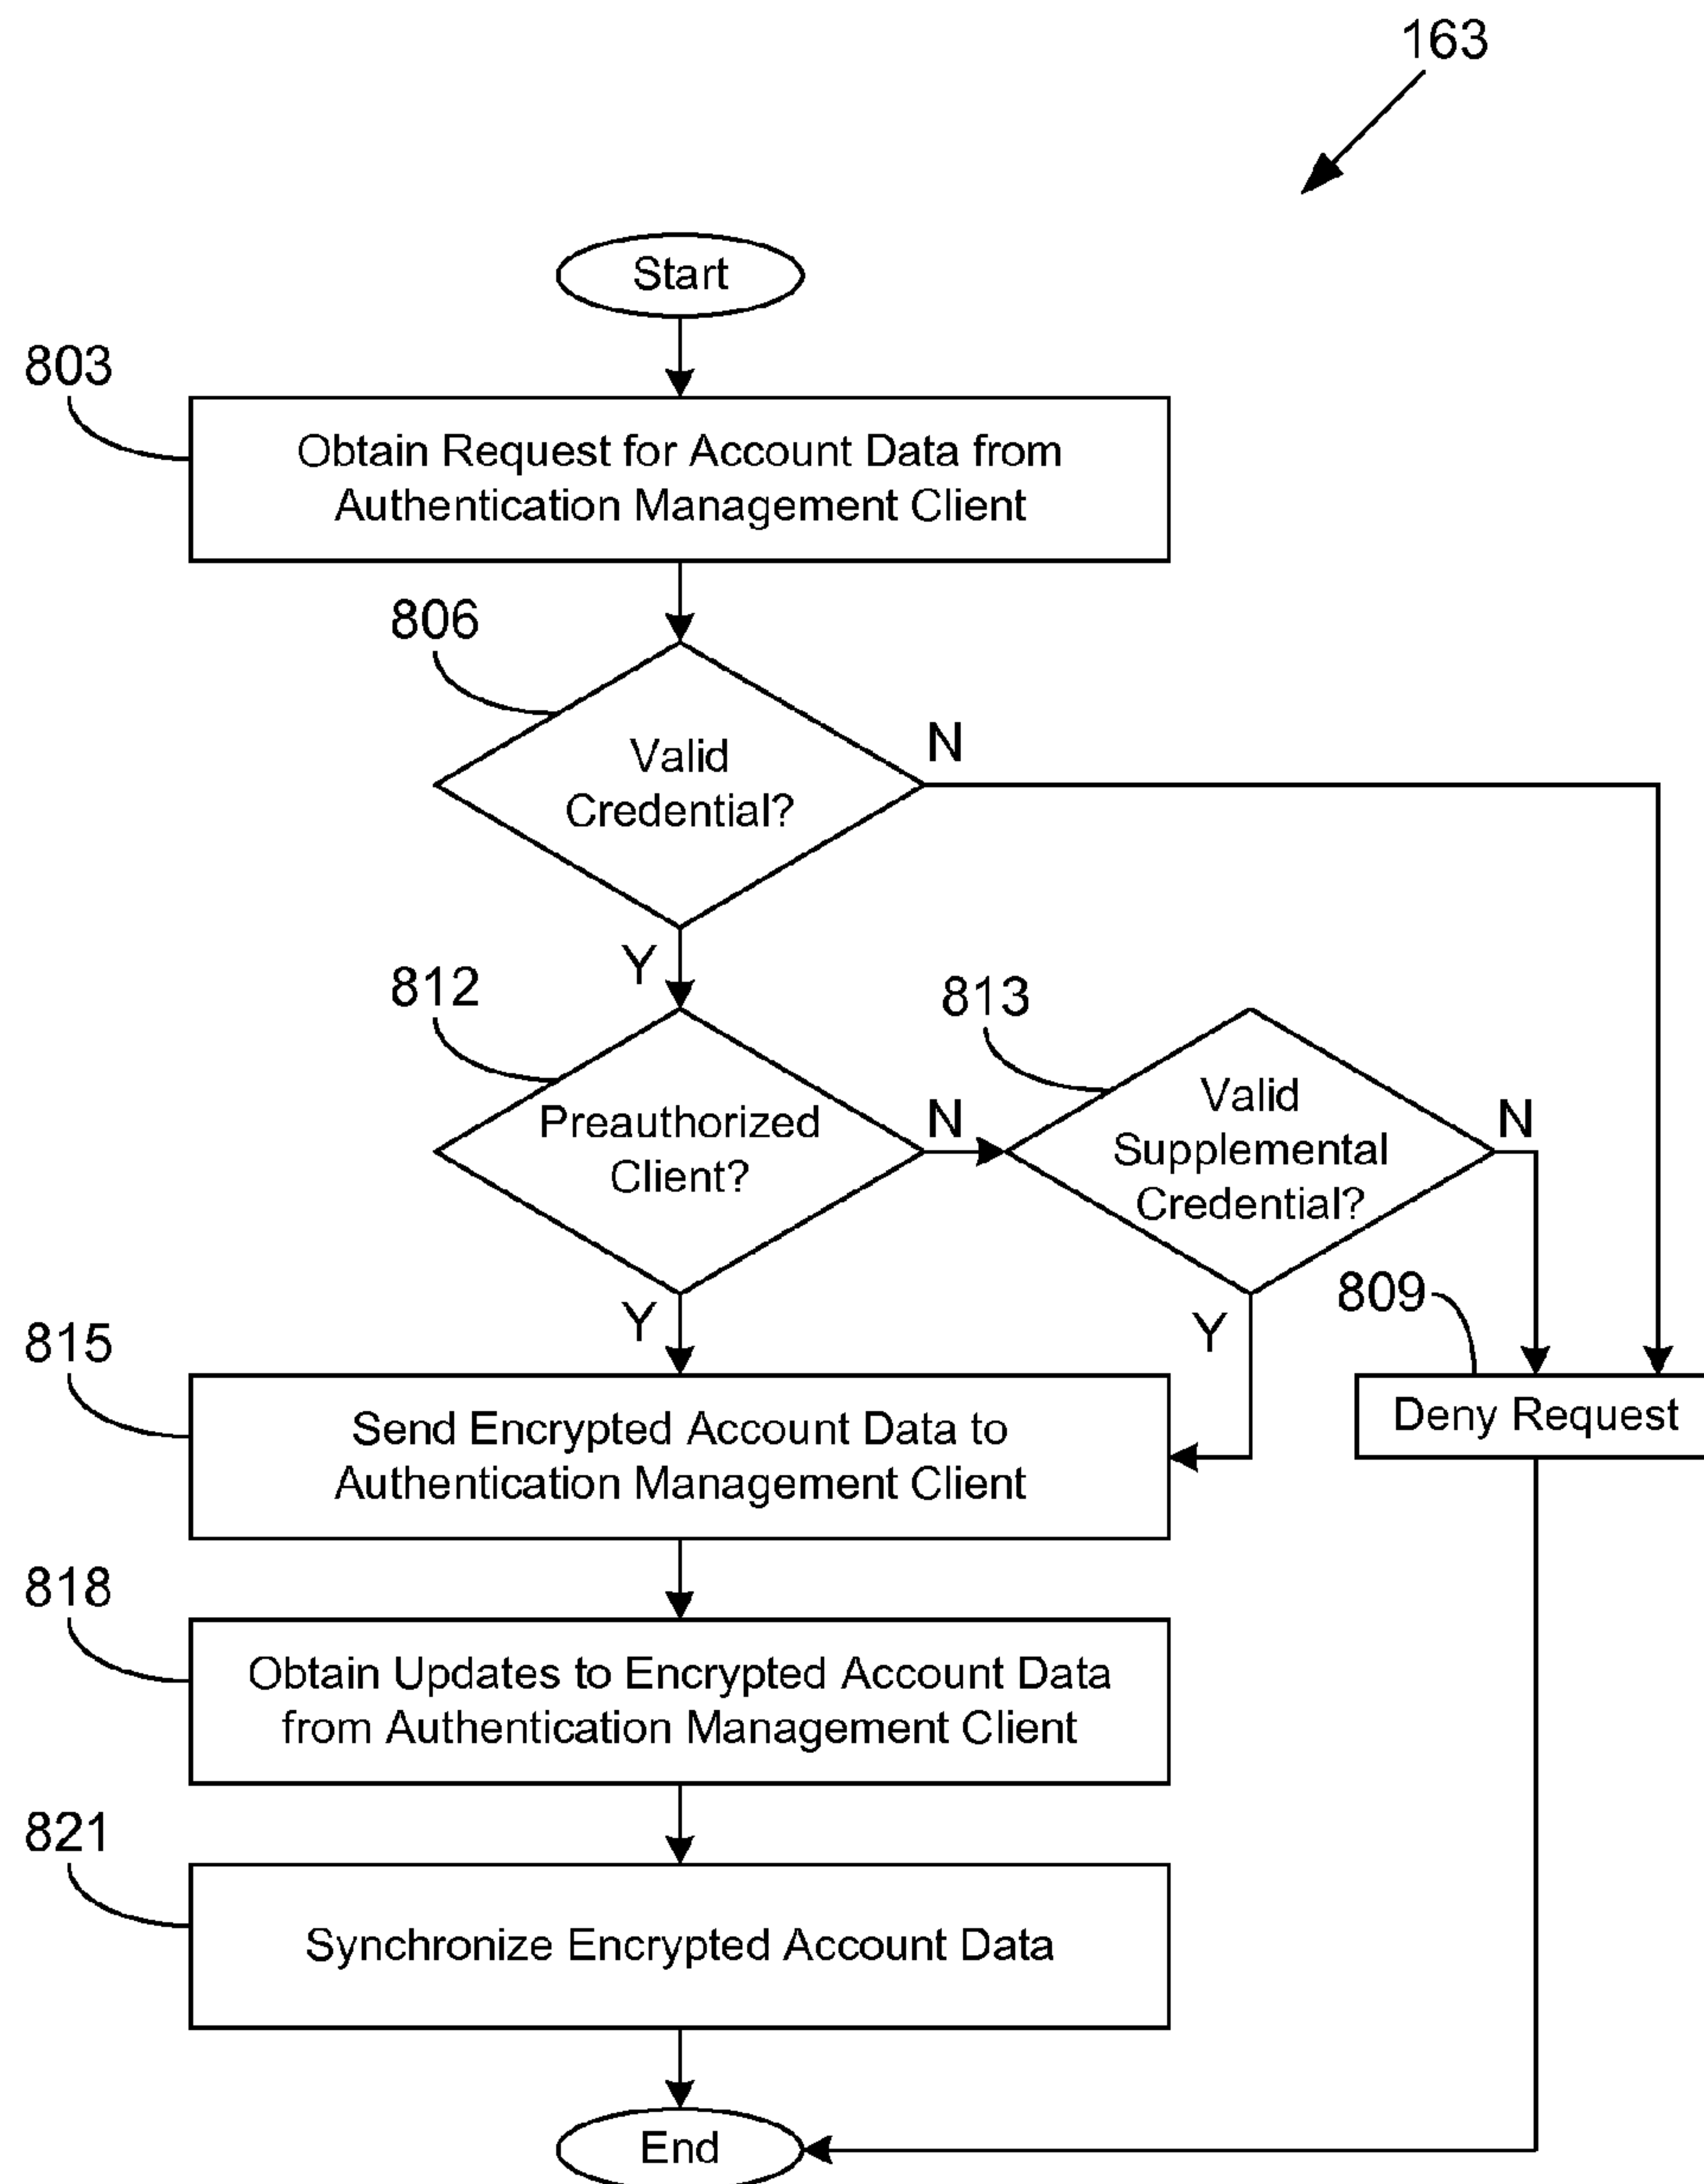 163
Start
803
Obtain Request for Account Data from
Authentication Management Client
806
Valid
Credential?
N
Y
812
Preauthorized
Client?
N
813
Valid
Supplemental
Credential?
N
Y
Y
809
Deny Request
815
Send Encrypted Account Data to
Authentication Management Client
818
Obtain Updates to Encrypted Account Data
from Authentication Management Client
821
Synchronize Encrypted Account Data
End